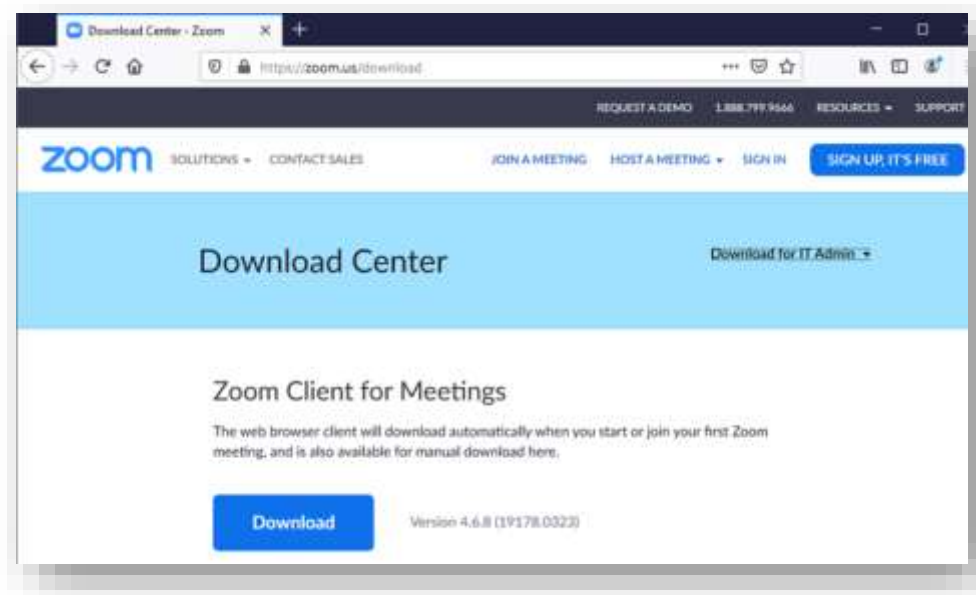 Download Center - Zoom
https://zoom.us/download
REQUEST A DEMO 1.888.799.9666 RESOURCES SUPPORT
zoom SOLUTIONS CONTACT SALES JOIN A MEETING HOST A MEETING SIGN IN SIGN UP, IT'S FREE
Download Center Download for IT Admin
Zoom Client for Meetings
The web browser client will download automatically when you start or join your first Zoom
meeting, and is also available for manual download here.
Download Version 4.6.8 (19178.0323)